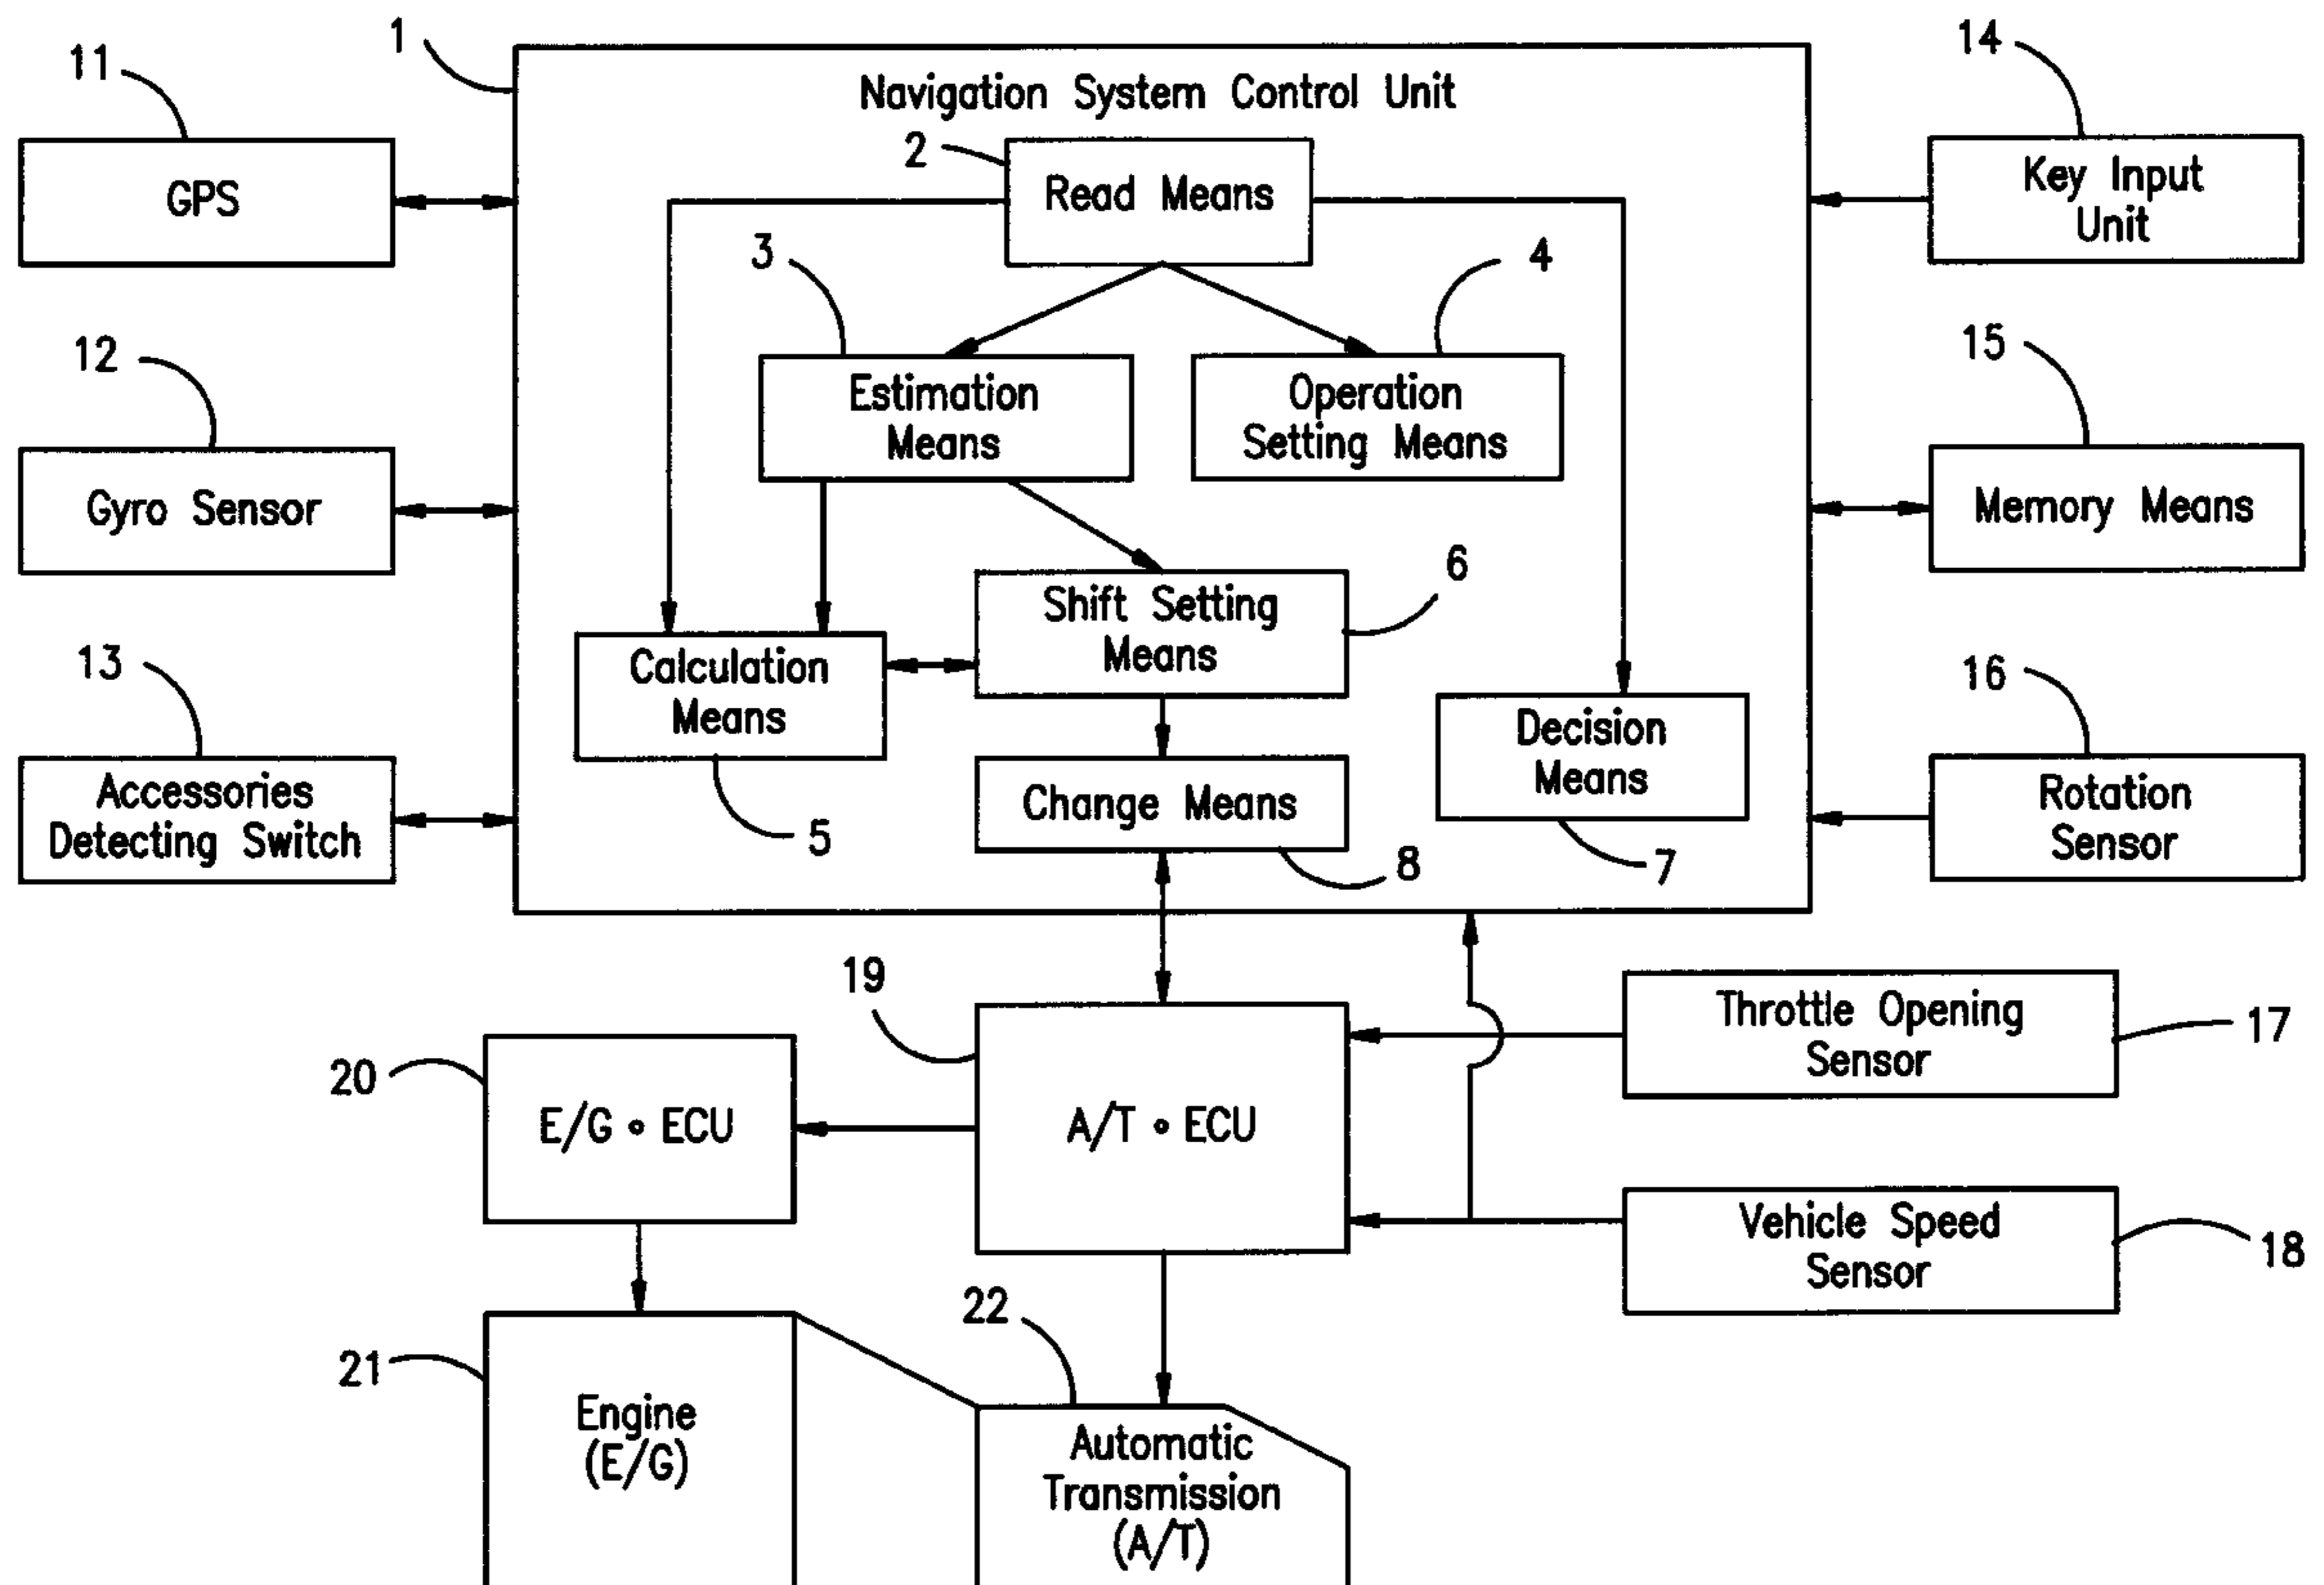 1
Navigation System Control Unit
11
GPS
12
Gyro Sensor
13
Accessories
Detecting Switch
2
Read Means
3
Estimation
Means
4
Operation
Setting Means
Calculation
Means
5
6
Shift Setting
Means
Change Means
8
Decision
Means
7
14
Key Input
Unit
15
Memory Means
16
Rotation
Sensor
19
A/T • ECU
20
E/G • ECU
Throttle Opening
Sensor
17
Vehicle Speed
Sensor
18
21
Engine
(E/G)
22
Automatic
Transmission
(A/T)